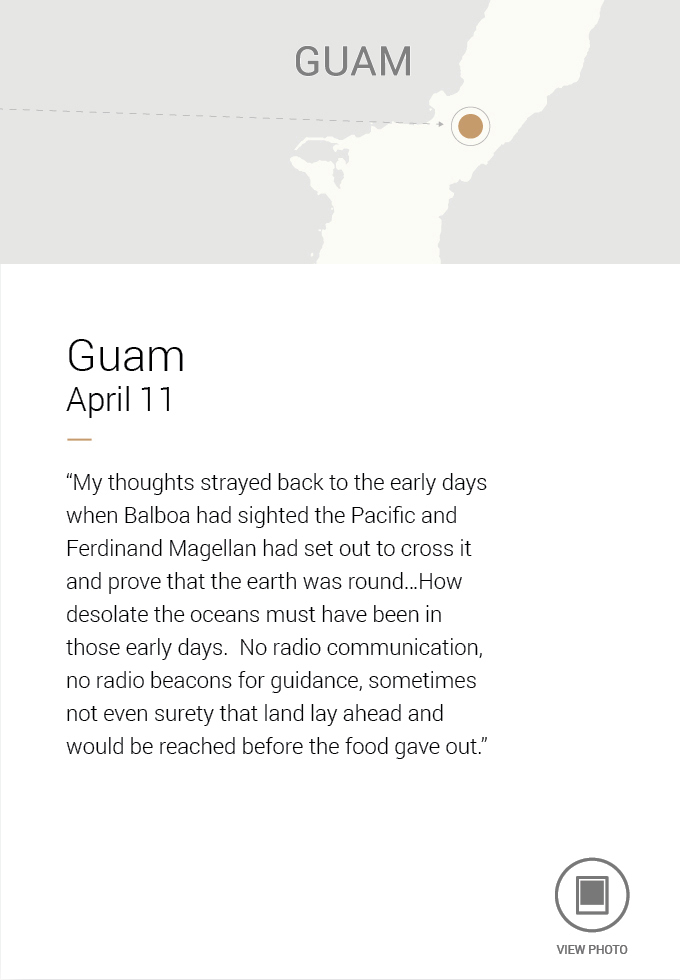 GUAM
Guam
April 11
“My thoughts strayed back to the early days
when Balboa had sighted the Pacific and
Ferdinand Magellan had set out to cross it
and prove that the earth was round...How
desolate the oceans must have been in
those early days.  No radio communication,
no radio beacons for guidance, sometimes
not even surety that land lay ahead and
would be reached before the food gave out.”
VIEW PHOTO